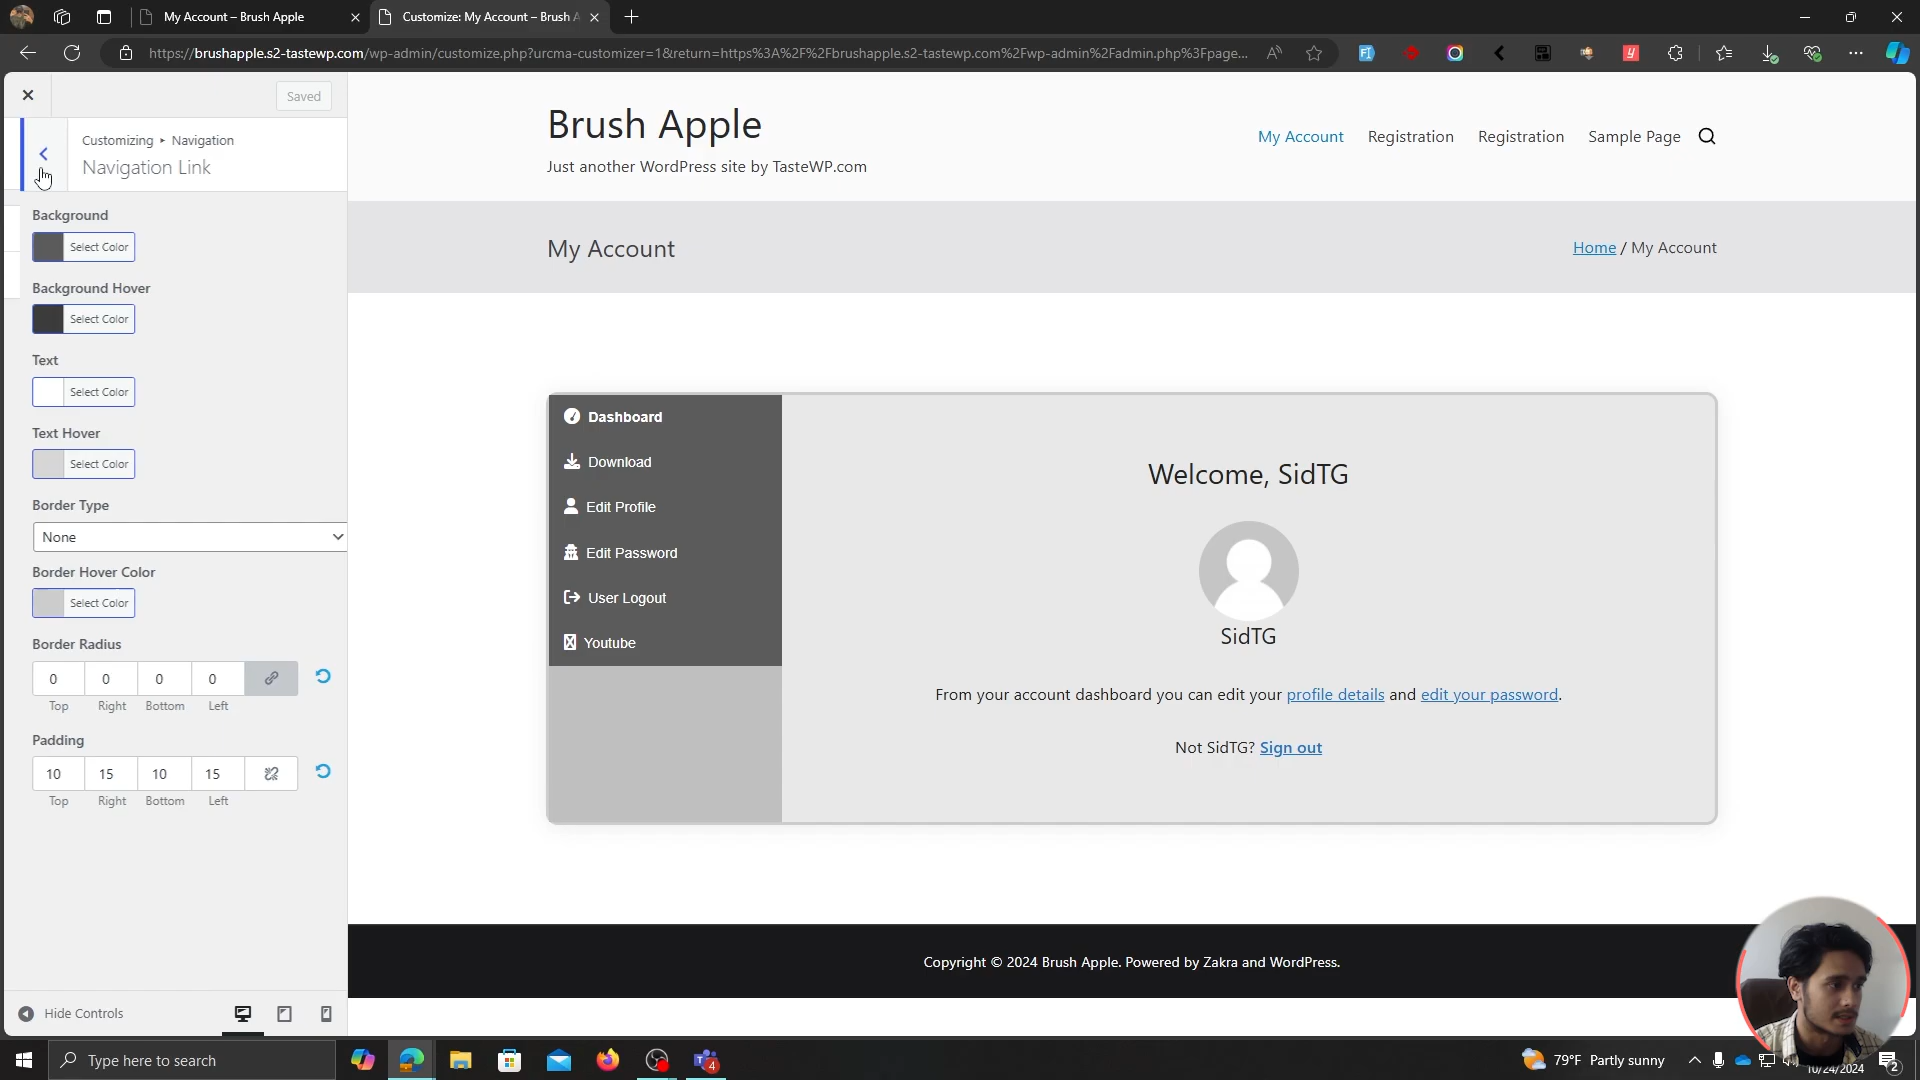 My Account – Brush Apple
Customize: My Account – Brush A
https://brushapple.s2-tastewp.com/wp-admin/customize.php?urcma-customizer=1&return=https%3A%2F%2Fbrushapple.s2-tastewp.com%2Fwp-admin%2Fadmin.php%3Fpage...
Saved
Customizing ▸ Navigation
Navigation Link
Background
Select Color
Background Hover
Select Color
Text
Select Color
Text Hover
Select Color
Border Type
None
Border Hover Color
Select Color
Border Radius
0 0 0 0
Top Right Bottom Left
Padding
10 15 10 15
Top Right Bottom Left
Hide Controls
Brush Apple
Just another WordPress site by TasteWP.com
My Account Registration Registration Sample Page
My Account
Home / My Account
Dashboard
Download
Edit Profile
Edit Password
User Logout
Youtube
Welcome, SidTG
SidTG
From your account dashboard you can edit your profile details and edit your password.
Not SidTG? Sign out
Copyright © 2024 Brush Apple. Powered by Zakra and WordPress.
Type here to search
4
79°F Partly sunny
10/24/2024
2